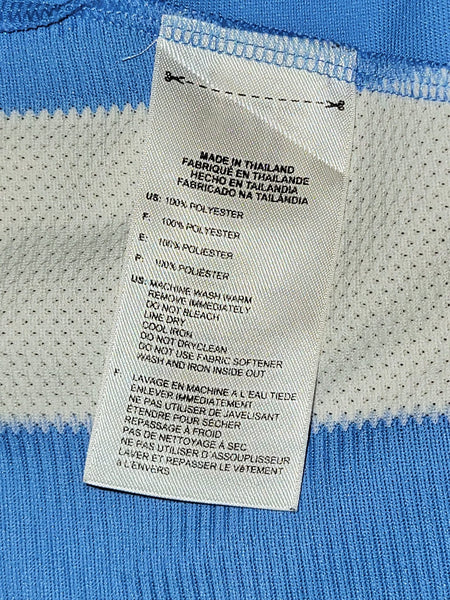 MADE IN THAILAND
FABRIQUÉ EN THAILANDE
HECHO EN TAILANDIA
FABRICADO NA TAILÂNDIA
US: 100% POLYESTER
F: 100% POLYESTER
E: 100% POLIESTER
P: 100% POLIÉSTER
US: MACHINE WASH WARM
REMOVE IMMEDIATELY
DO NOT BLEACH
LINE DRY
COOL IRON
DO NOT DRYCLEAN
DO NOT USE FABRIC SOFTENER
WASH AND IRON INSIDE OUT
F: LAVAGE EN MACHINE A L'EAU TIEDE
ENLEVER IMMÉDIATEMENT
NE PAS UTILISER DE JAVELISANT
ÉTENDRE POUR SÉCHER
REPASSAGE À FROID
PAS DE NETTOYAGE À SEC
NE PAS UTILISER D'ASSOUPLISSEUR
LAVER ET REPASSER LE VÊTEMENT
à L'ENVERS